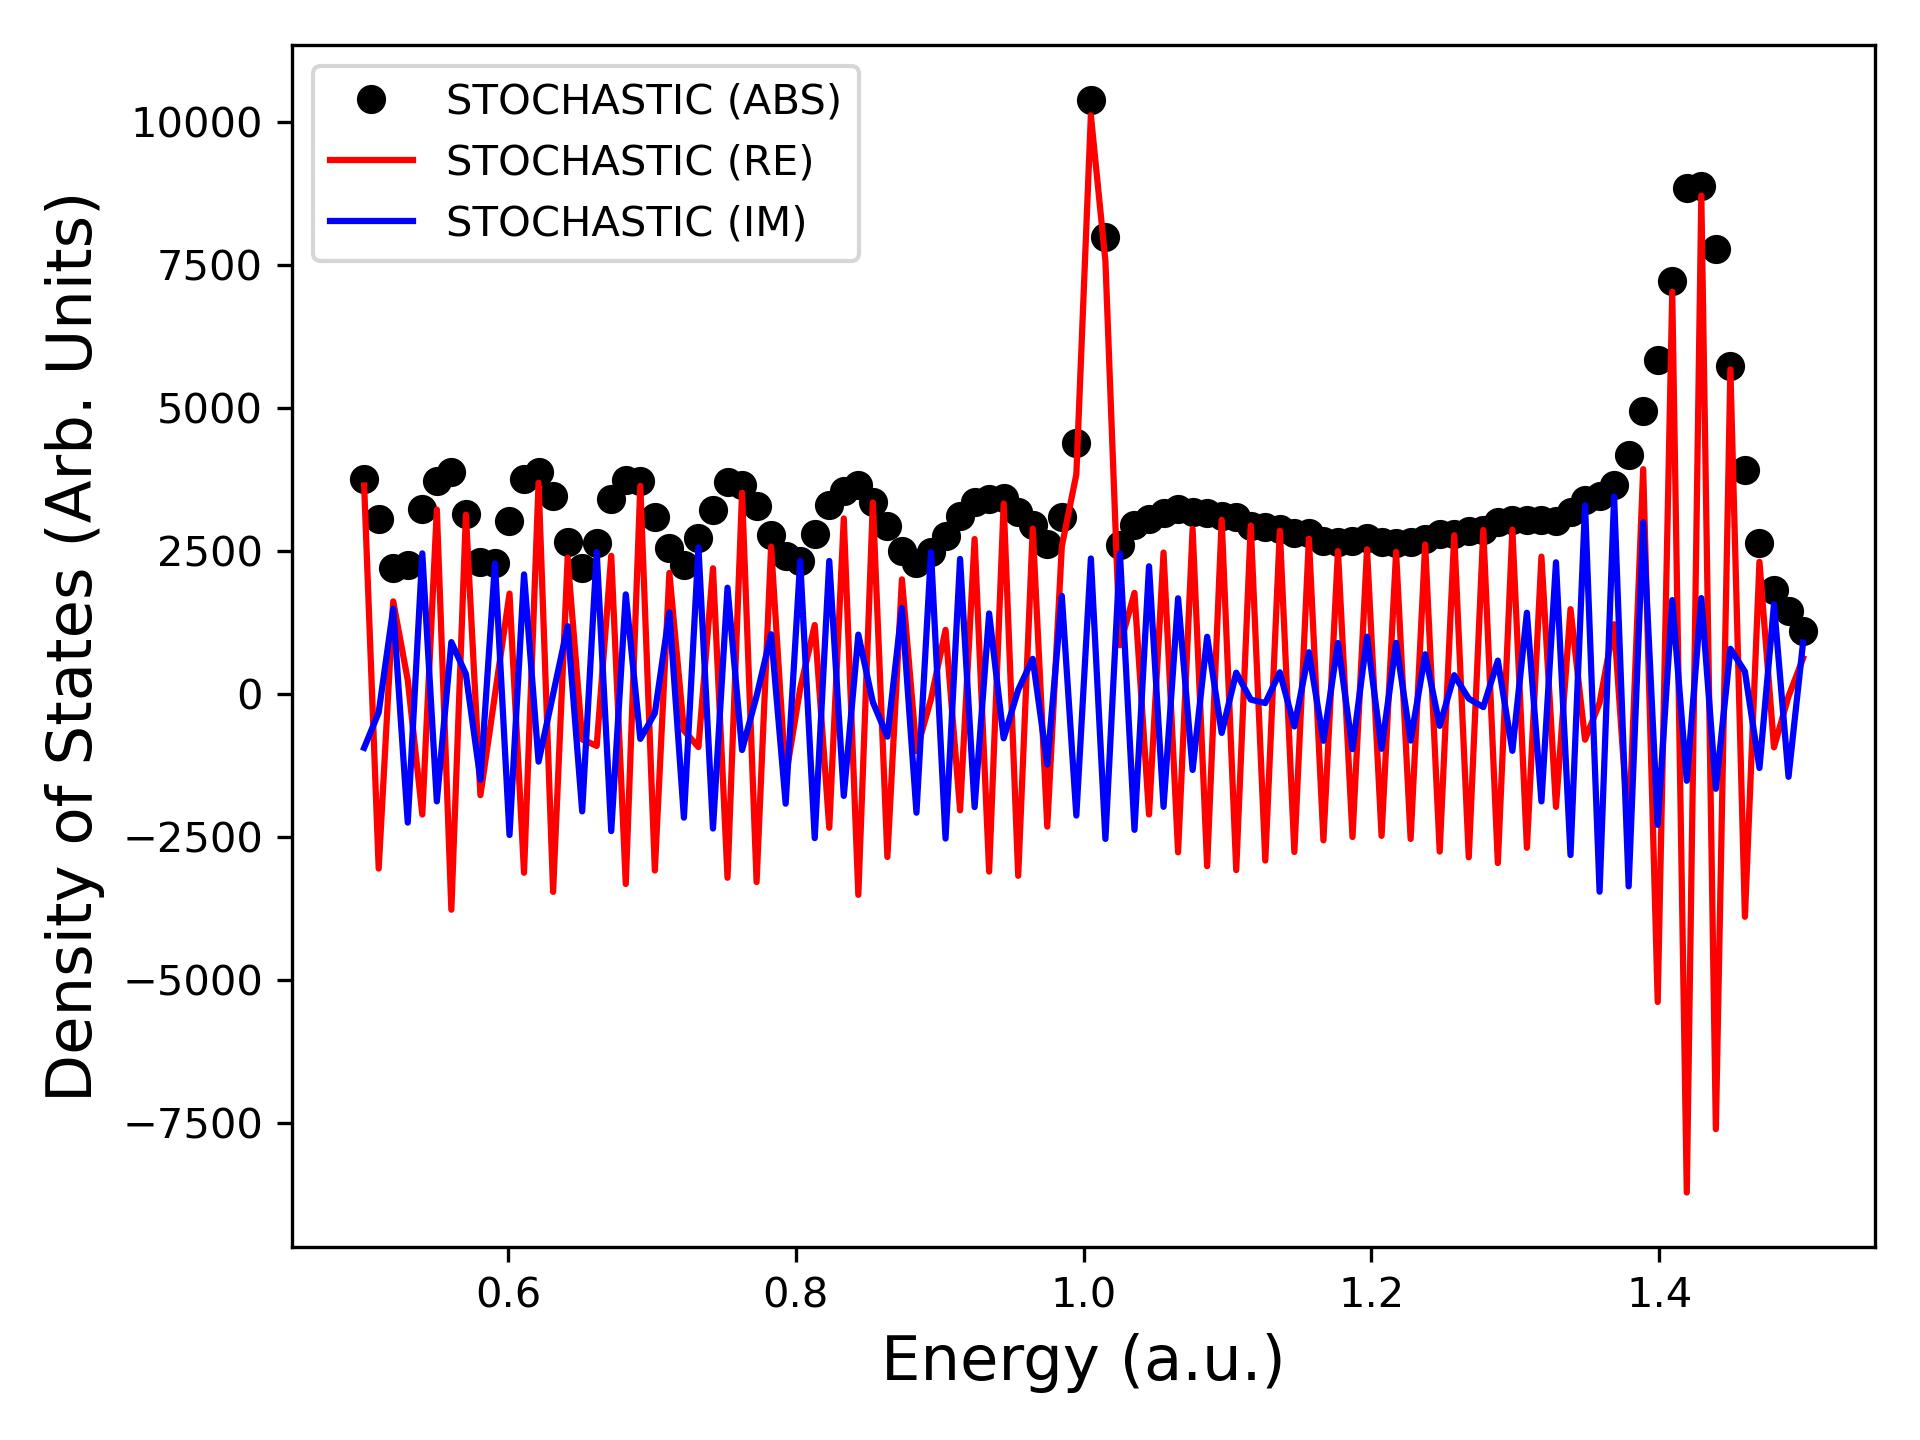 STOCHASTIC (ABS)
STOCHASTIC (RE)
STOCHASTIC (IM)
Density of States (Arb. Units)
10000
7500
5000
2500
0
−2500
−5000
−7500
0.6 0.8 1.0 1.2 1.4
Energy (a.u.)